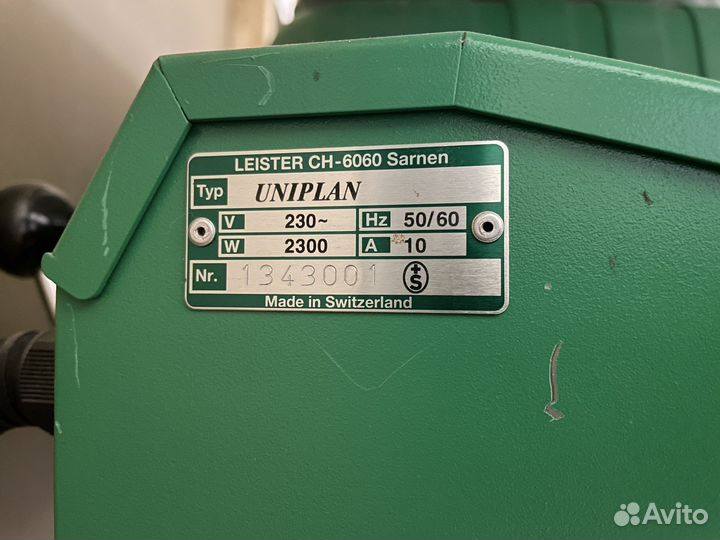 LEISTER CH-6060 Sarnen
Typ UNIPLAN
V 230~ Hz 50/60
W 2300 A 10
Nr. 1343001 +S
Made in Switzerland
Avito